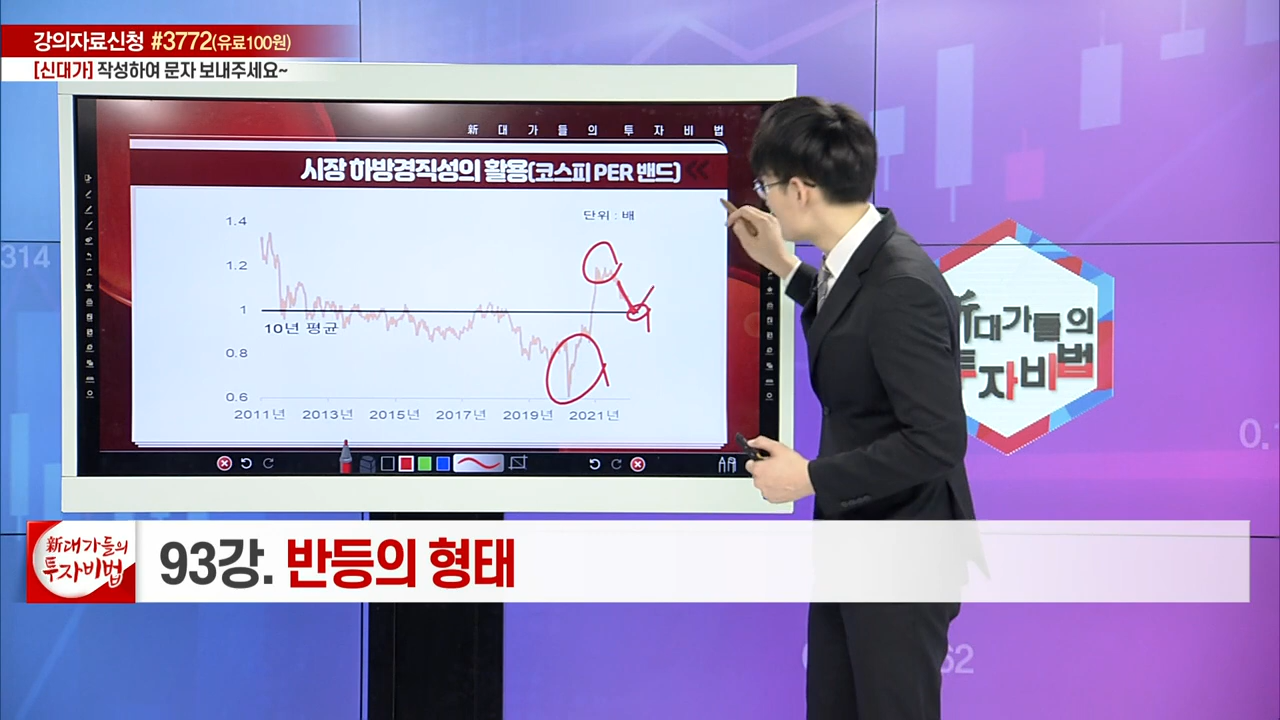 강의자료신청 #3772(유료100원)
[신대가] 작성하여 문자 보내주세요~
314
新대가들의투자비법
시장 하방경직성의 활용(코스피 PER 밴드)
단위 : 배
1.4
1.2
1
10년 평균
0.8
0.6
2011년 2013년 2015년 2017년 2019년 2021년
대가들의
투자비법
0.
62
新대가들의
투자비법
93강. 반등의 형태